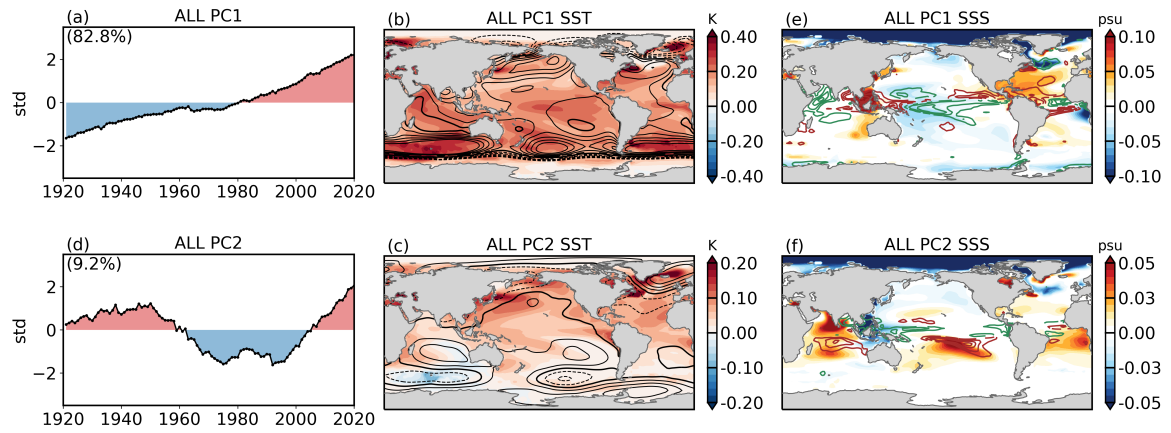 (a) ALL PC1
(82.8%)
std
2
0
−2
1920 1940 1960 1980 2000 2020
(b) ALL PC1 SST
K
0.40
0.20
0.00
-0.20
-0.40
(e) ALL PC1 SSS
psu
0.10
0.05
0.00
-0.05
-0.10
(d) ALL PC2
(9.2%)
std
2
0
−2
1920 1940 1960 1980 2000 2020
(c) ALL PC2 SST
K
0.20
0.10
0.00
-0.10
-0.20
(f) ALL PC2 SSS
psu
0.05
0.03
0.00
-0.03
-0.05